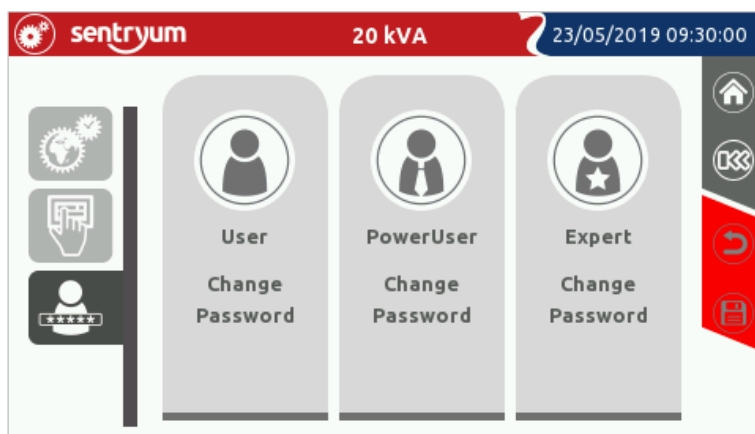 sentryum 20 kVA 23/05/2019 09:30:00
User
Change
Password
PowerUser
Change
Password
Expert
Change
Password
*****